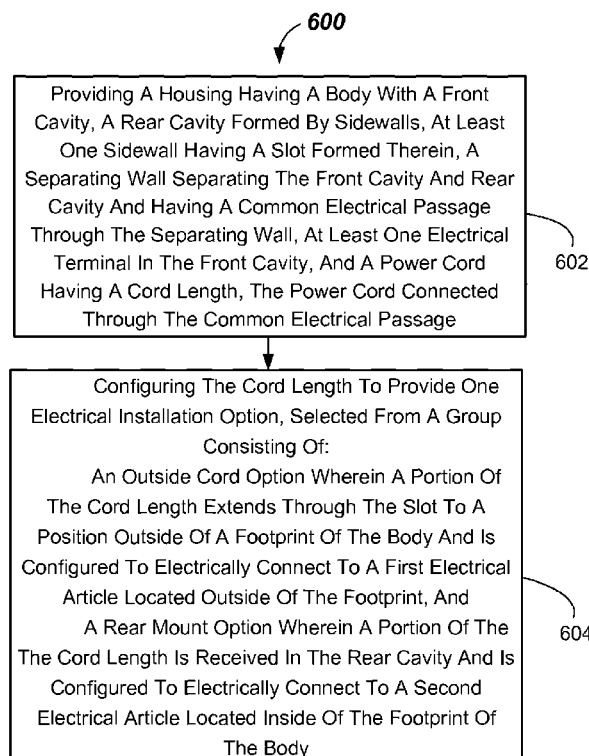 600
Providing A Housing Having A Body With A Front
Cavity, A Rear Cavity Formed By Sidewalls, At Least
One Sidewall Having A Slot Formed Therein, A
Separating Wall Separating The Front Cavity And Rear
Cavity And Having A Common Electrical Passage
Through The Separating Wall, At Least One Electrical
Terminal In The Front Cavity, And A Power Cord
Having A Cord Length, The Power Cord Connected
Through The Common Electrical Passage
602
Configuring The Cord Length To Provide One
Electrical Installation Option, Selected From A Group
Consisting Of:
An Outside Cord Option Wherein A Portion Of
The Cord Length Extends Through The Slot To A
Position Outside Of A Footprint Of The Body And Is
Configured To Electrically Connect To A First Electrical
Article Located Outside Of The Footprint, And
A Rear Mount Option Wherein A Portion Of The
The Cord Length Is Received In The Rear Cavity And Is
Configured To Electrically Connect To A Second
Electrical Article Located Inside Of The Footprint Of
The Body
604